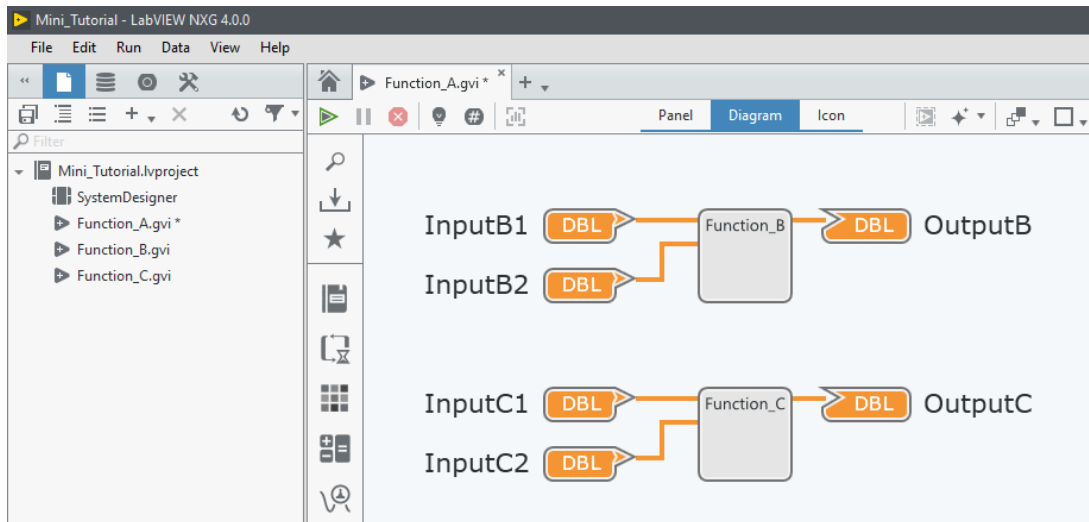 Mini_Tutorial - LabVIEW NXG 4.0.0
File Edit Run Data View Help
Function_A.gvi *
Panel Diagram Icon
Filter
Mini_Tutorial.lvproject
SystemDesigner
Function_A.gvi *
Function_B.gvi
Function_C.gvi
InputB1 DBL Function_B DBL OutputB
InputB2 DBL
InputC1 DBL Function_C DBL OutputC
InputC2 DBL